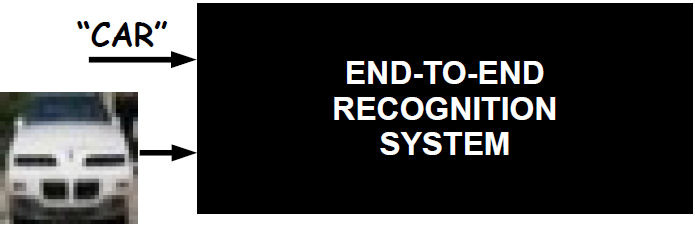 “CAR”
END-TO-END
RECOGNITION
SYSTEM